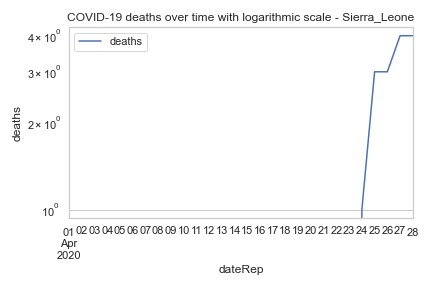 COVID-19 deaths over time with logarithmic scale - Sierra_Leone
deaths
4 × 10⁰
3 × 10⁰
2 × 10⁰
10⁰
deaths
01 02 03 04 05 06 07 08 09 10 11 12 13 14 15 16 17 18 19 20 21 22 23 24 25 26 27 28
Apr
2020
dateRep